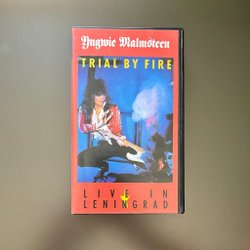 Yngwie Malmsteen
TRIAL BY FIRE
LIVE IN
LENINGRAD